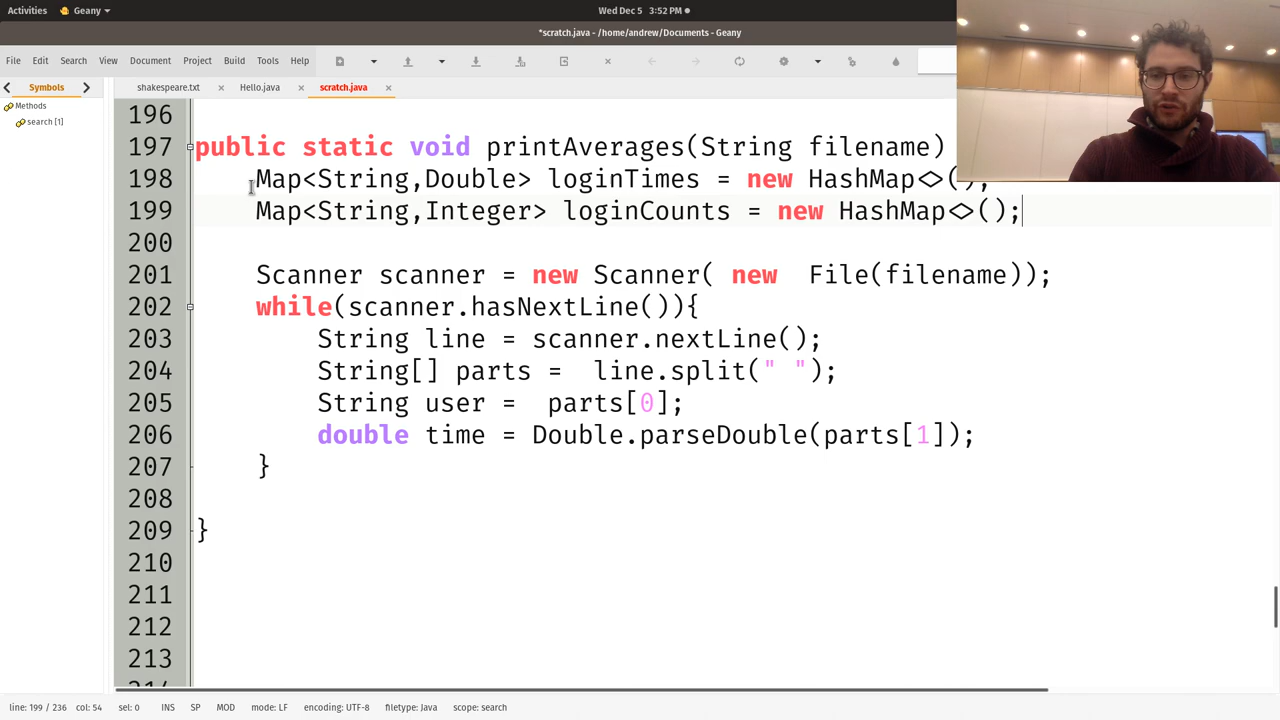 Activities Geany Wed Dec 5 3:52 PM
*scratch.java - /home/andrew/Documents - Geany
File Edit Search View Document Project Build Tools Help
Symbols shakespeare.txt Hello.java scratch.java
Methods
search [1]
196
197 public static void printAverages(String filename)
198 Map<String,Double> loginTimes = new HashMap<>();
199 Map<String,Integer> loginCounts = new HashMap<>();
200
201 Scanner scanner = new Scanner( new File(filename));
202 while(scanner.hasNextLine()){
203 String line = scanner.nextLine();
204 String[] parts = line.split(" ");
205 String user = parts[0];
206 double time = Double.parseDouble(parts[1]);
207 }
208
209 }
210
211
212
213
line: 199 / 236 col: 54 sel: 0 INS SP MOD mode: LF encoding: UTF-8 filetype: Java scope: search